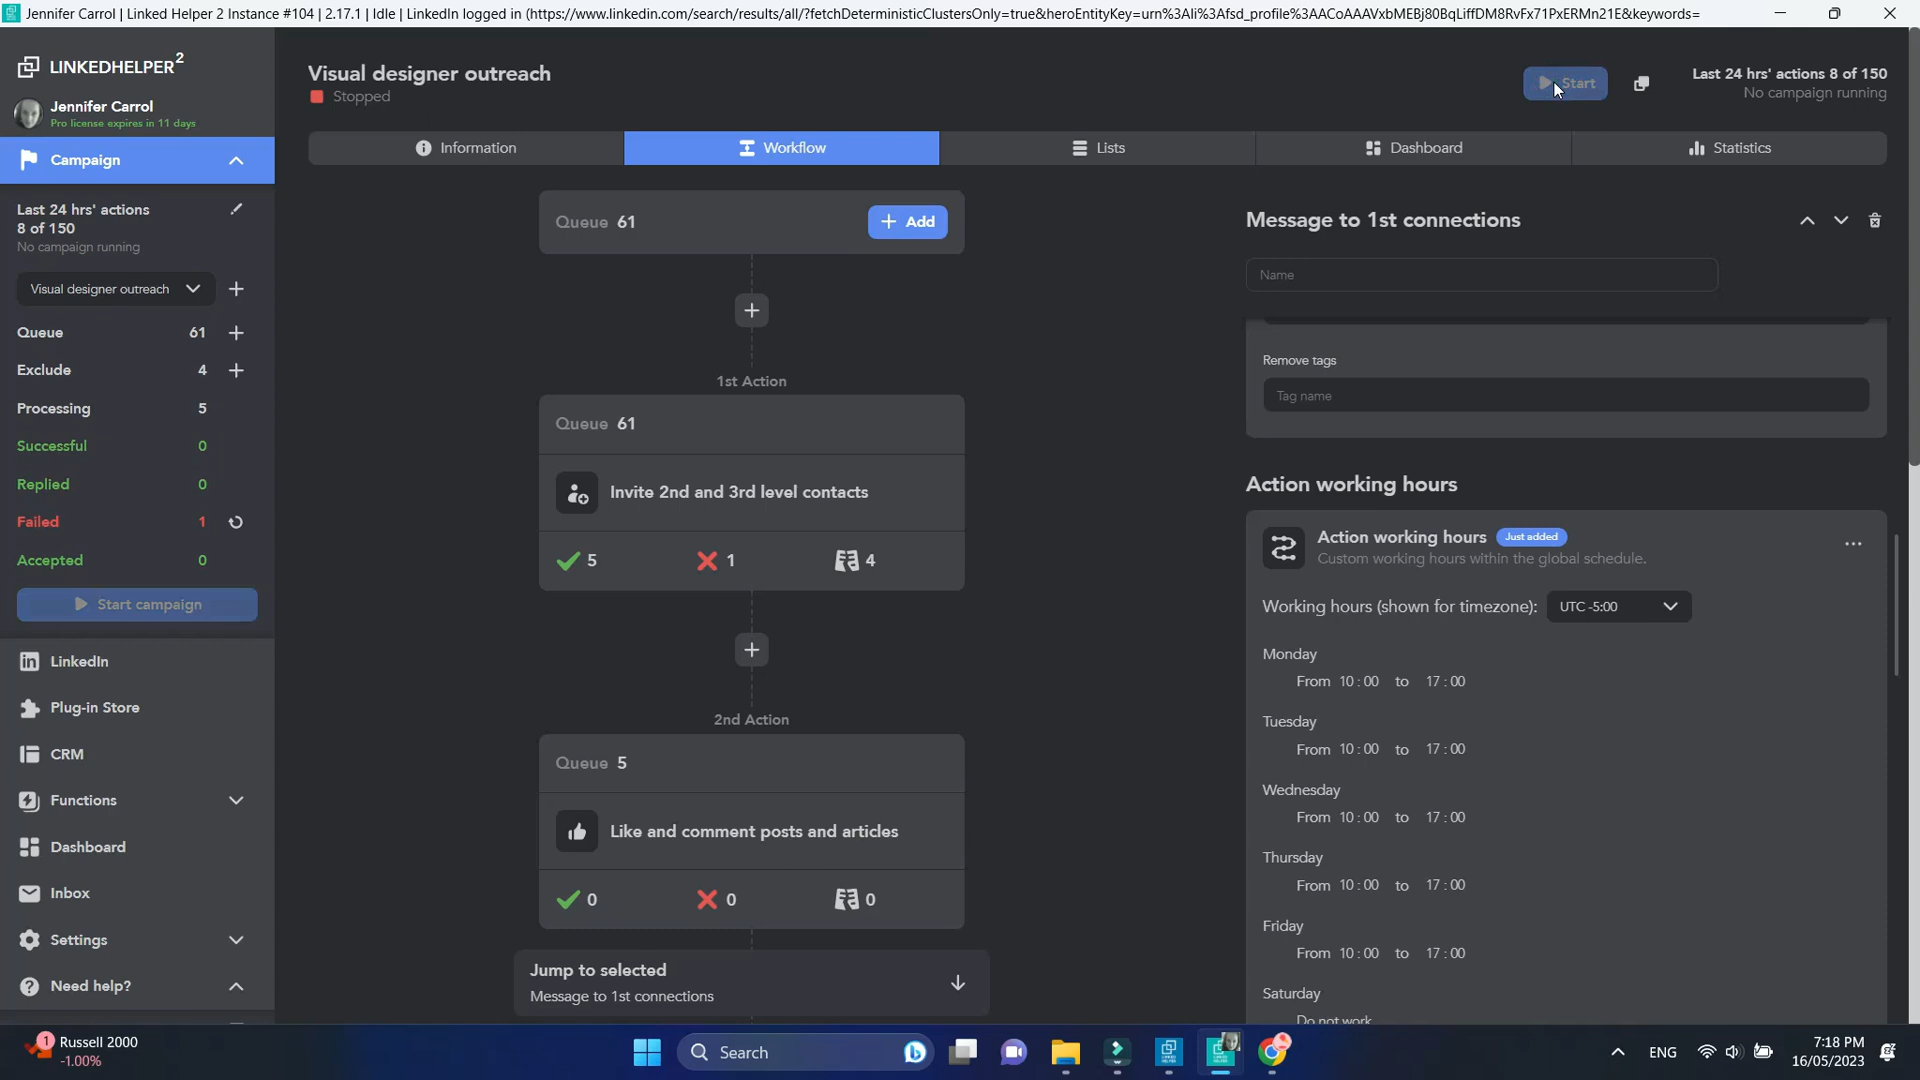 Jennifer Carrol | Linked Helper 2 Instance #104 | 2.17.1 | Idle | LinkedIn logged in (https://www.linkedin.com/search/results/all/?fetchDeterministicClustersOnly=true&heroEntityKey=urn%3Ali%3Afsd_profile%3AACoAAAVxbMEBj80BqLiffDM8RvFx71PxERMn21E&keywords=
LINKEDHELPER2
Jennifer Carrol
Pro license expires in 11 days
Campaign
Last 24 hrs' actions
8 of 150
No campaign running
Visual designer outreach
Queue 61
Exclude 4
Processing 5
Successful 0
Replied 0
Failed 1
Accepted 0
Start campaign
LinkedIn
Plug-in Store
CRM
Functions
Dashboard
Inbox
Settings
Need help?
Visual designer outreach
Stopped
Start
Last 24 hrs' actions 8 of 150
No campaign running
Information
Workflow
Lists
Dashboard
Statistics
Queue 61
Add
1st Action
Queue 61
Invite 2nd and 3rd level contacts
5 1 4
2nd Action
Queue 5
Like and comment posts and articles
0 0 0
Jump to selected
Message to 1st connections
Message to 1st connections
Name
Remove tags
Tag name
Action working hours
Action working hours Just added
Custom working hours within the global schedule.
Working hours (shown for timezone): UTC -5:00
Monday
From 10 : 00 to 17 : 00
Tuesday
From 10 : 00 to 17 : 00
Wednesday
From 10 : 00 to 17 : 00
Thursday
From 10 : 00 to 17 : 00
Friday
From 10 : 00 to 17 : 00
Saturday
Do not work
1
Russell 2000
-1.00%
Search
ENG
7:18 PM
16/05/2023